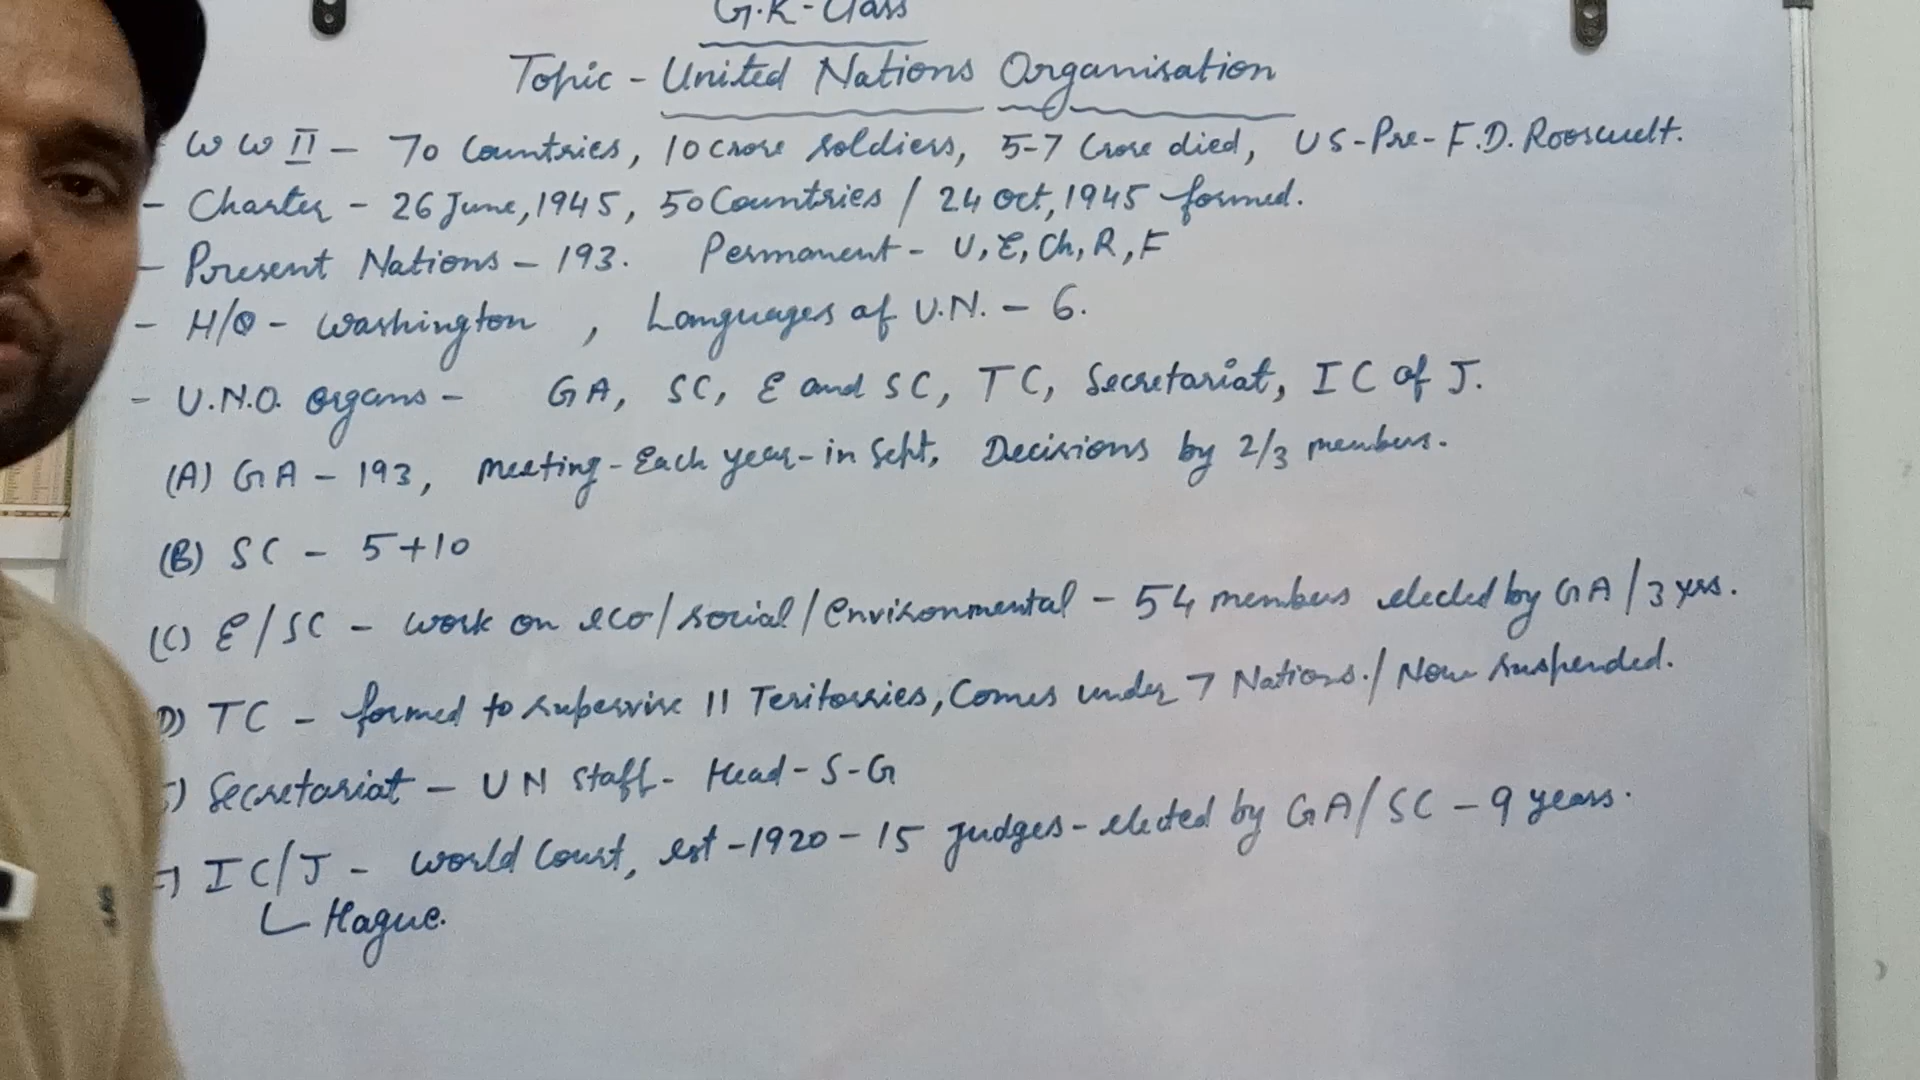 G.K-Class
Topic - United Nations Organisation
WW II - 70 Countries, 10 crore soldiers, 5-7 Crore died, US-Pre-F.D. Rooseuelt.
- Charter - 26 June, 1945, 50 Countries / 24 oct, 1945 formed.
- Present Nations - 193. Permanent - U, E, Ch, R, F
- H/Q - Washington , Languages of U.N. - 6.
- U.N.O. organs - GA, SC, E and SC, TC, Secretariat, IC of J.
(A) GA - 193, meeting - Each year - in Sept, Decisions by 2/3 members.
(B) SC - 5+10
(C) E/SC - work on eco/social/environmental - 54 members elected by GA/3 yrs.
D) TC - formed to supervise 11 Teritorries, Comes under 7 Nations./ Now suspended.
) Secretariat - UN Staff - Head - S-G
) IC/J - World Court, est - 1920 - 15 judges - elected by GA/SC - 9 years.
Hague.